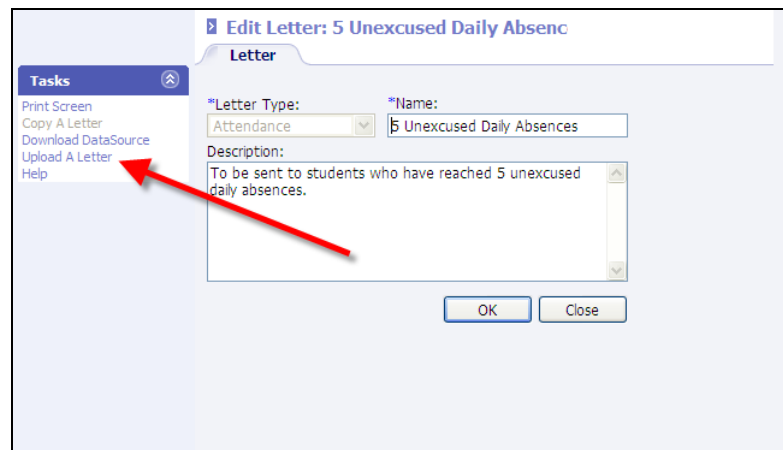 Edit Letter: 5 Unexcused Daily Absenc
Letter
Tasks
Print Screen
Copy A Letter
Download DataSource
Upload A Letter
Help
*Letter Type:
*Name:
Attendance
5 Unexcused Daily Absences
Description:
To be sent to students who have reached 5 unexcused
daily absences.
OK
Close